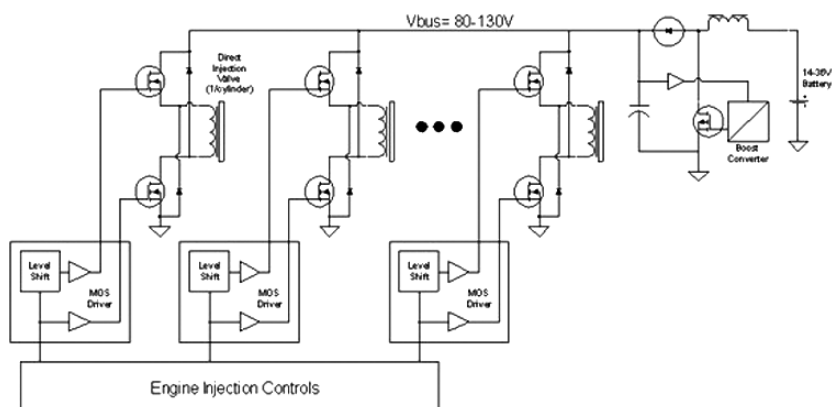 Vbus= 80-130V
Direct
Injection
Valve
(1/cylinder)
14-36V
Battery
Boost
Converter
Level
Shift
MOS
Driver
Level
Shift
MOS
Driver
Level
Shift
MOS
Driver
Engine Injection Controls